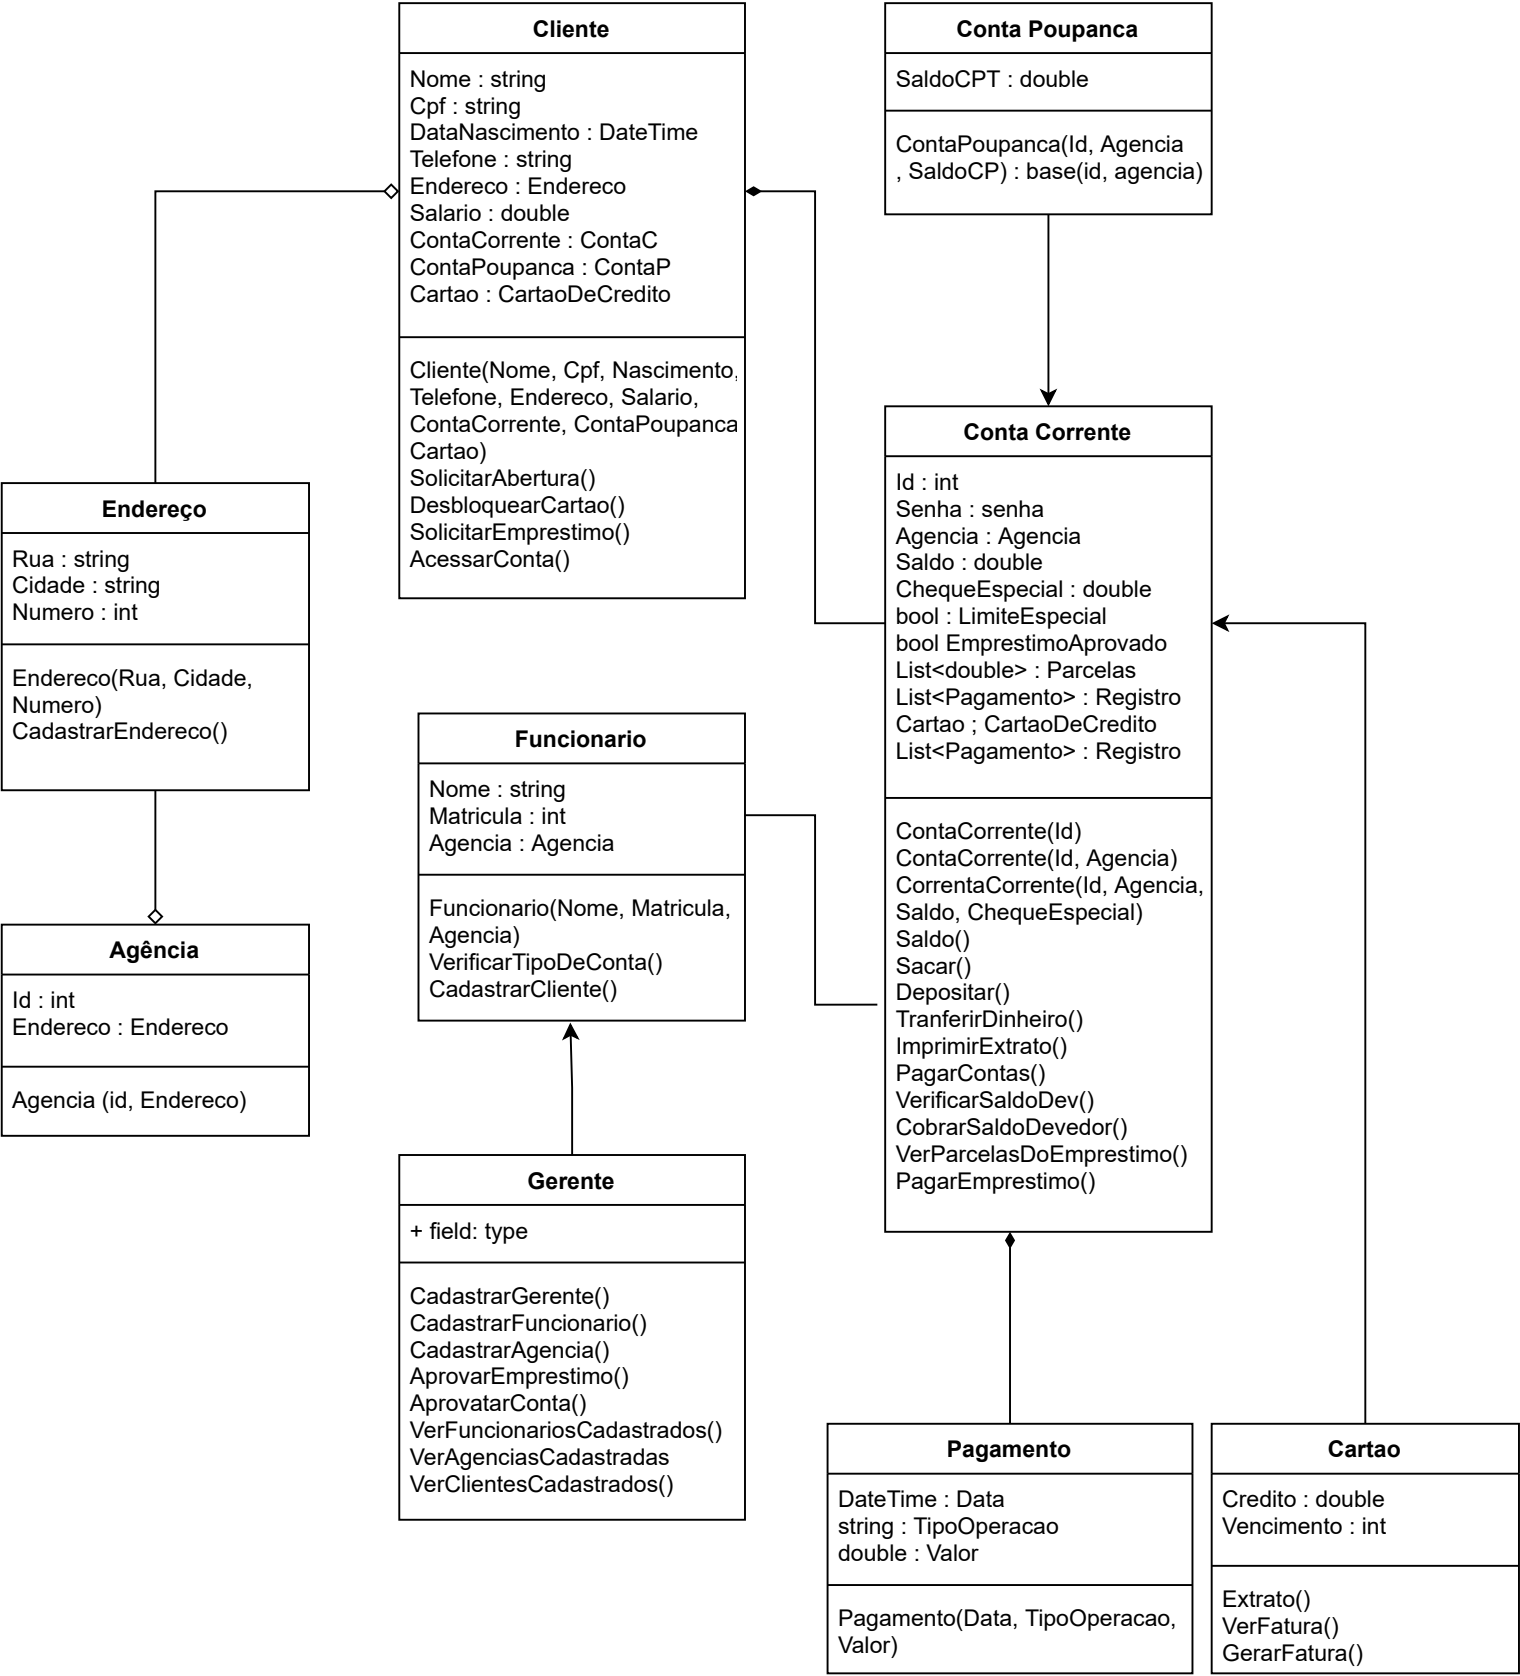 Cliente
Nome : string
Cpf : string
DataNascimento : DateTime
Telefone : string
Endereco : Endereco
Salario : double
ContaCorrente : ContaC
ContaPoupanca : ContaP
Cartao : CartaoDeCredito
Cliente(Nome, Cpf, Nascimento,
Telefone, Endereco, Salario,
ContaCorrente, ContaPoupanca
Cartao)
SolicitarAbertura()
DesbloquearCartao()
SolicitarEmprestimo()
AcessarConta()
Conta Poupanca
SaldoCPT : double
ContaPoupanca(Id, Agencia
, SaldoCP) : base(id, agencia)
Conta Corrente
Id : int
Senha : senha
Agencia : Agencia
Saldo : double
ChequeEspecial : double
bool : LimiteEspecial
bool EmprestimoAprovado
List<double> : Parcelas
List<Pagamento> : Registro
Cartao ; CartaoDeCredito
List<Pagamento> : Registro
ContaCorrente(Id)
ContaCorrente(Id, Agencia)
CorrentaCorrente(Id, Agencia,
Saldo, ChequeEspecial)
Saldo()
Sacar()
Depositar()
TranferirDinheiro()
ImprimirExtrato()
PagarContas()
VerificarSaldoDev()
CobrarSaldoDevedor()
VerParcelasDoEmprestimo()
PagarEmprestimo()
Endereço
Rua : string
Cidade : string
Numero : int
Endereco(Rua, Cidade,
Numero)
CadastrarEndereco()
Funcionario
Nome : string
Matricula : int
Agencia : Agencia
Funcionario(Nome, Matricula,
Agencia)
VerificarTipoDeConta()
CadastrarCliente()
Agência
Id : int
Endereco : Endereco
Agencia (id, Endereco)
Gerente
+ field: type
CadastrarGerente()
CadastrarFuncionario()
CadastrarAgencia()
AprovarEmprestimo()
AprovatarConta()
VerFuncionariosCadastrados()
VerAgenciasCadastradas
VerClientesCadastrados()
Pagamento
DateTime : Data
string : TipoOperacao
double : Valor
Pagamento(Data, TipoOperacao,
Valor)
Cartao
Credito : double
Vencimento : int
Extrato()
VerFatura()
GerarFatura()